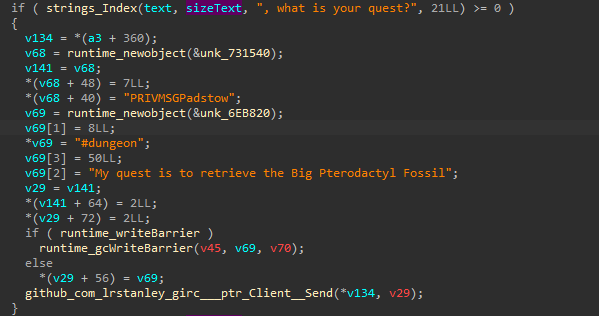 if ( strings_Index(text, sizeText, ", what is your quest?", 21LL) >= 0 )
{
v134 = *(a3 + 360);
v68 = runtime_newobject(&unk_731540);
v141 = v68;
*(v68 + 48) = 7LL;
*(v68 + 40) = "PRIVMSGPadstow";
v69 = runtime_newobject(&unk_6EB820);
v69[1] = 8LL;
*v69 = "#dungeon";
v69[3] = 50LL;
v69[2] = "My quest is to retrieve the Big Pterodactyl Fossil";
v29 = v141;
*(v141 + 64) = 2LL;
*(v29 + 72) = 2LL;
if ( runtime_writeBarrier )
runtime_gcWriteBarrier(v45, v69, v70);
else
*(v29 + 56) = v69;
github_com_lrstanley_girc___ptr_Client__Send(*v134, v29);
}